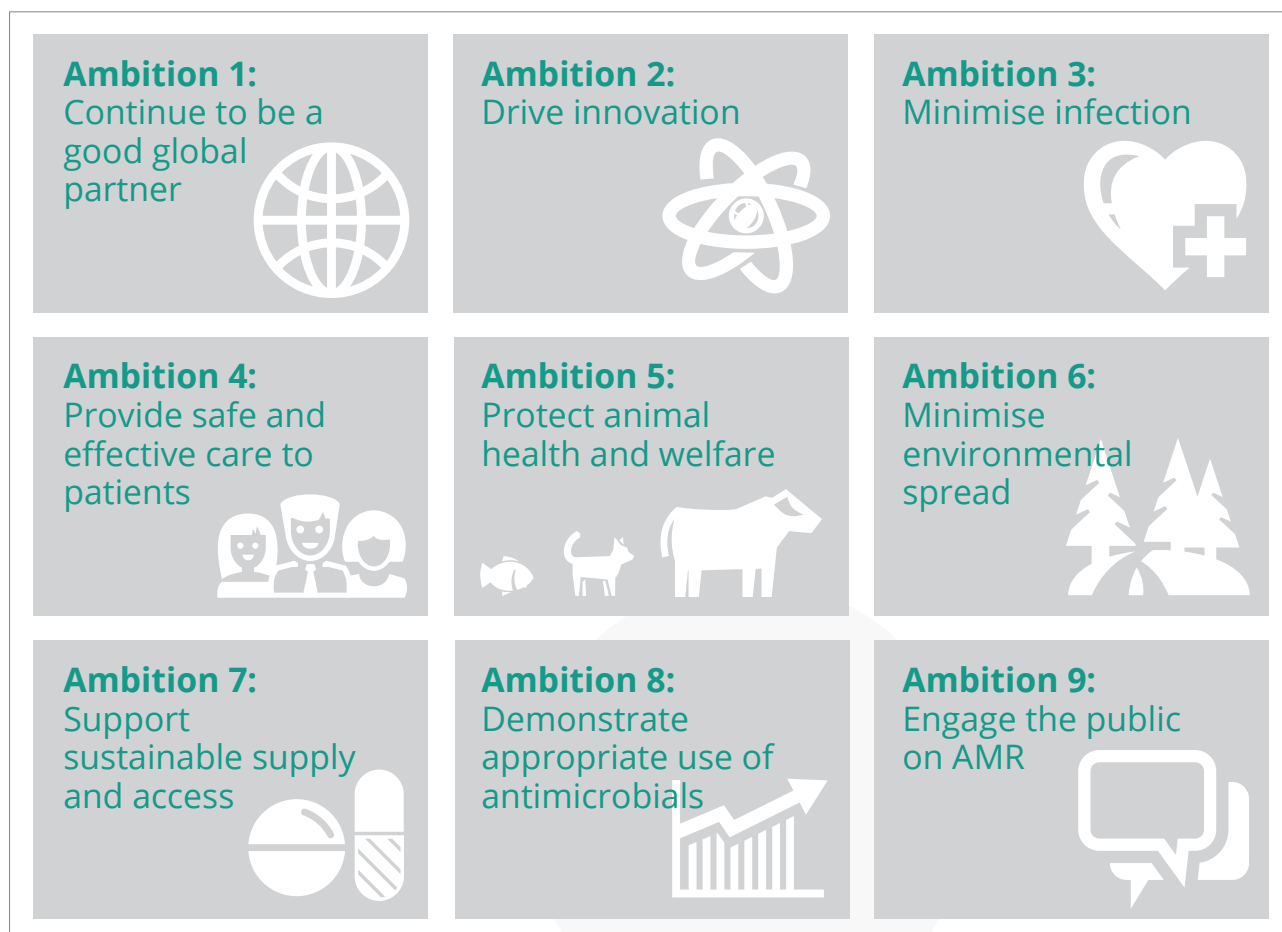 Ambition 1:
Continue to be a
good global
partner
Ambition 2:
Drive innovation
Ambition 3:
Minimise infection
Ambition 4:
Provide safe and
effective care to
patients
Ambition 5:
Protect animal
health and welfare
Ambition 6:
Minimise
environmental
spread
Ambition 7:
Support
sustainable supply
and access
Ambition 8:
Demonstrate
appropriate use of
antimicrobials
Ambition 9:
Engage the public
on AMR